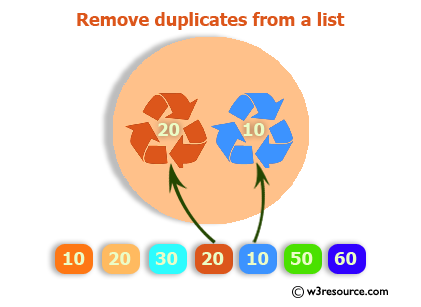 Remove duplicates from a list
20 10
10 20 30 20 10 50 60
© w3resource.com